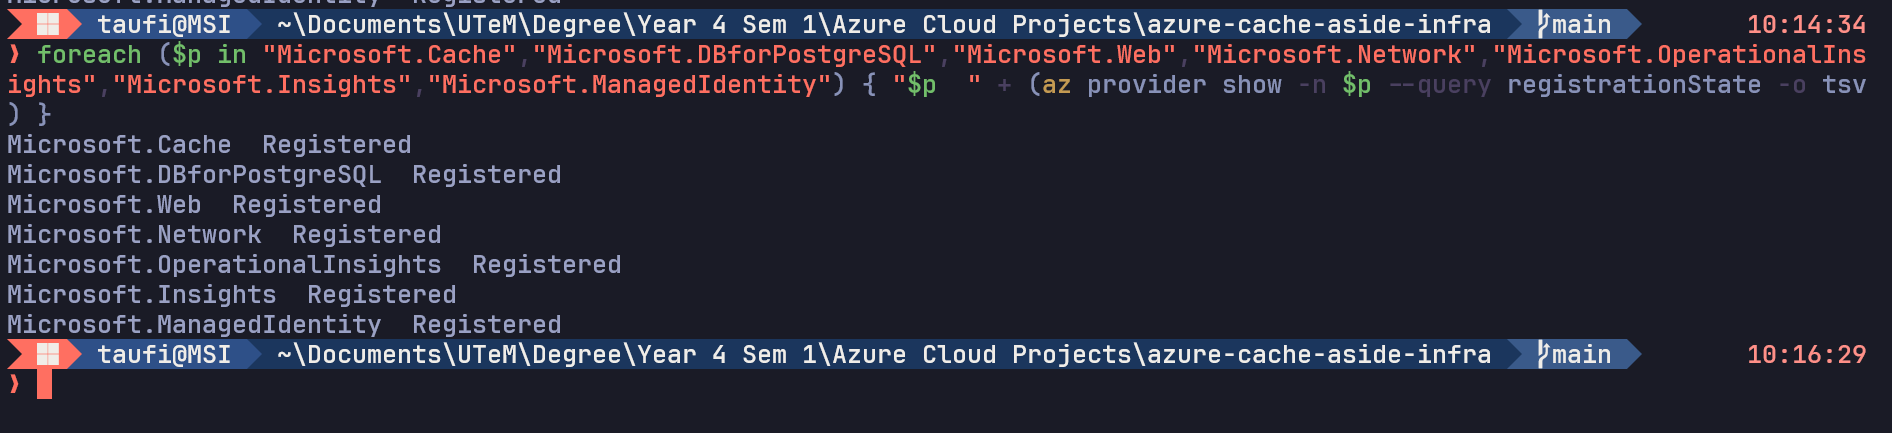 Microsoft.ManagedIdentity  Registered
taufi@MSI  ~\Documents\UTeM\Degree\Year 4 Sem 1\Azure Cloud Projects\azure-cache-aside-infra  main  10:14:34
❯ foreach ($p in "Microsoft.Cache","Microsoft.DBforPostgreSQL","Microsoft.Web","Microsoft.Network","Microsoft.OperationalIns
ights","Microsoft.Insights","Microsoft.ManagedIdentity") { "$p  " + (az provider show -n $p --query registrationState -o tsv
) }
Microsoft.Cache  Registered
Microsoft.DBforPostgreSQL  Registered
Microsoft.Web  Registered
Microsoft.Network  Registered
Microsoft.OperationalInsights  Registered
Microsoft.Insights  Registered
Microsoft.ManagedIdentity  Registered
taufi@MSI  ~\Documents\UTeM\Degree\Year 4 Sem 1\Azure Cloud Projects\azure-cache-aside-infra  main  10:16:29
❯